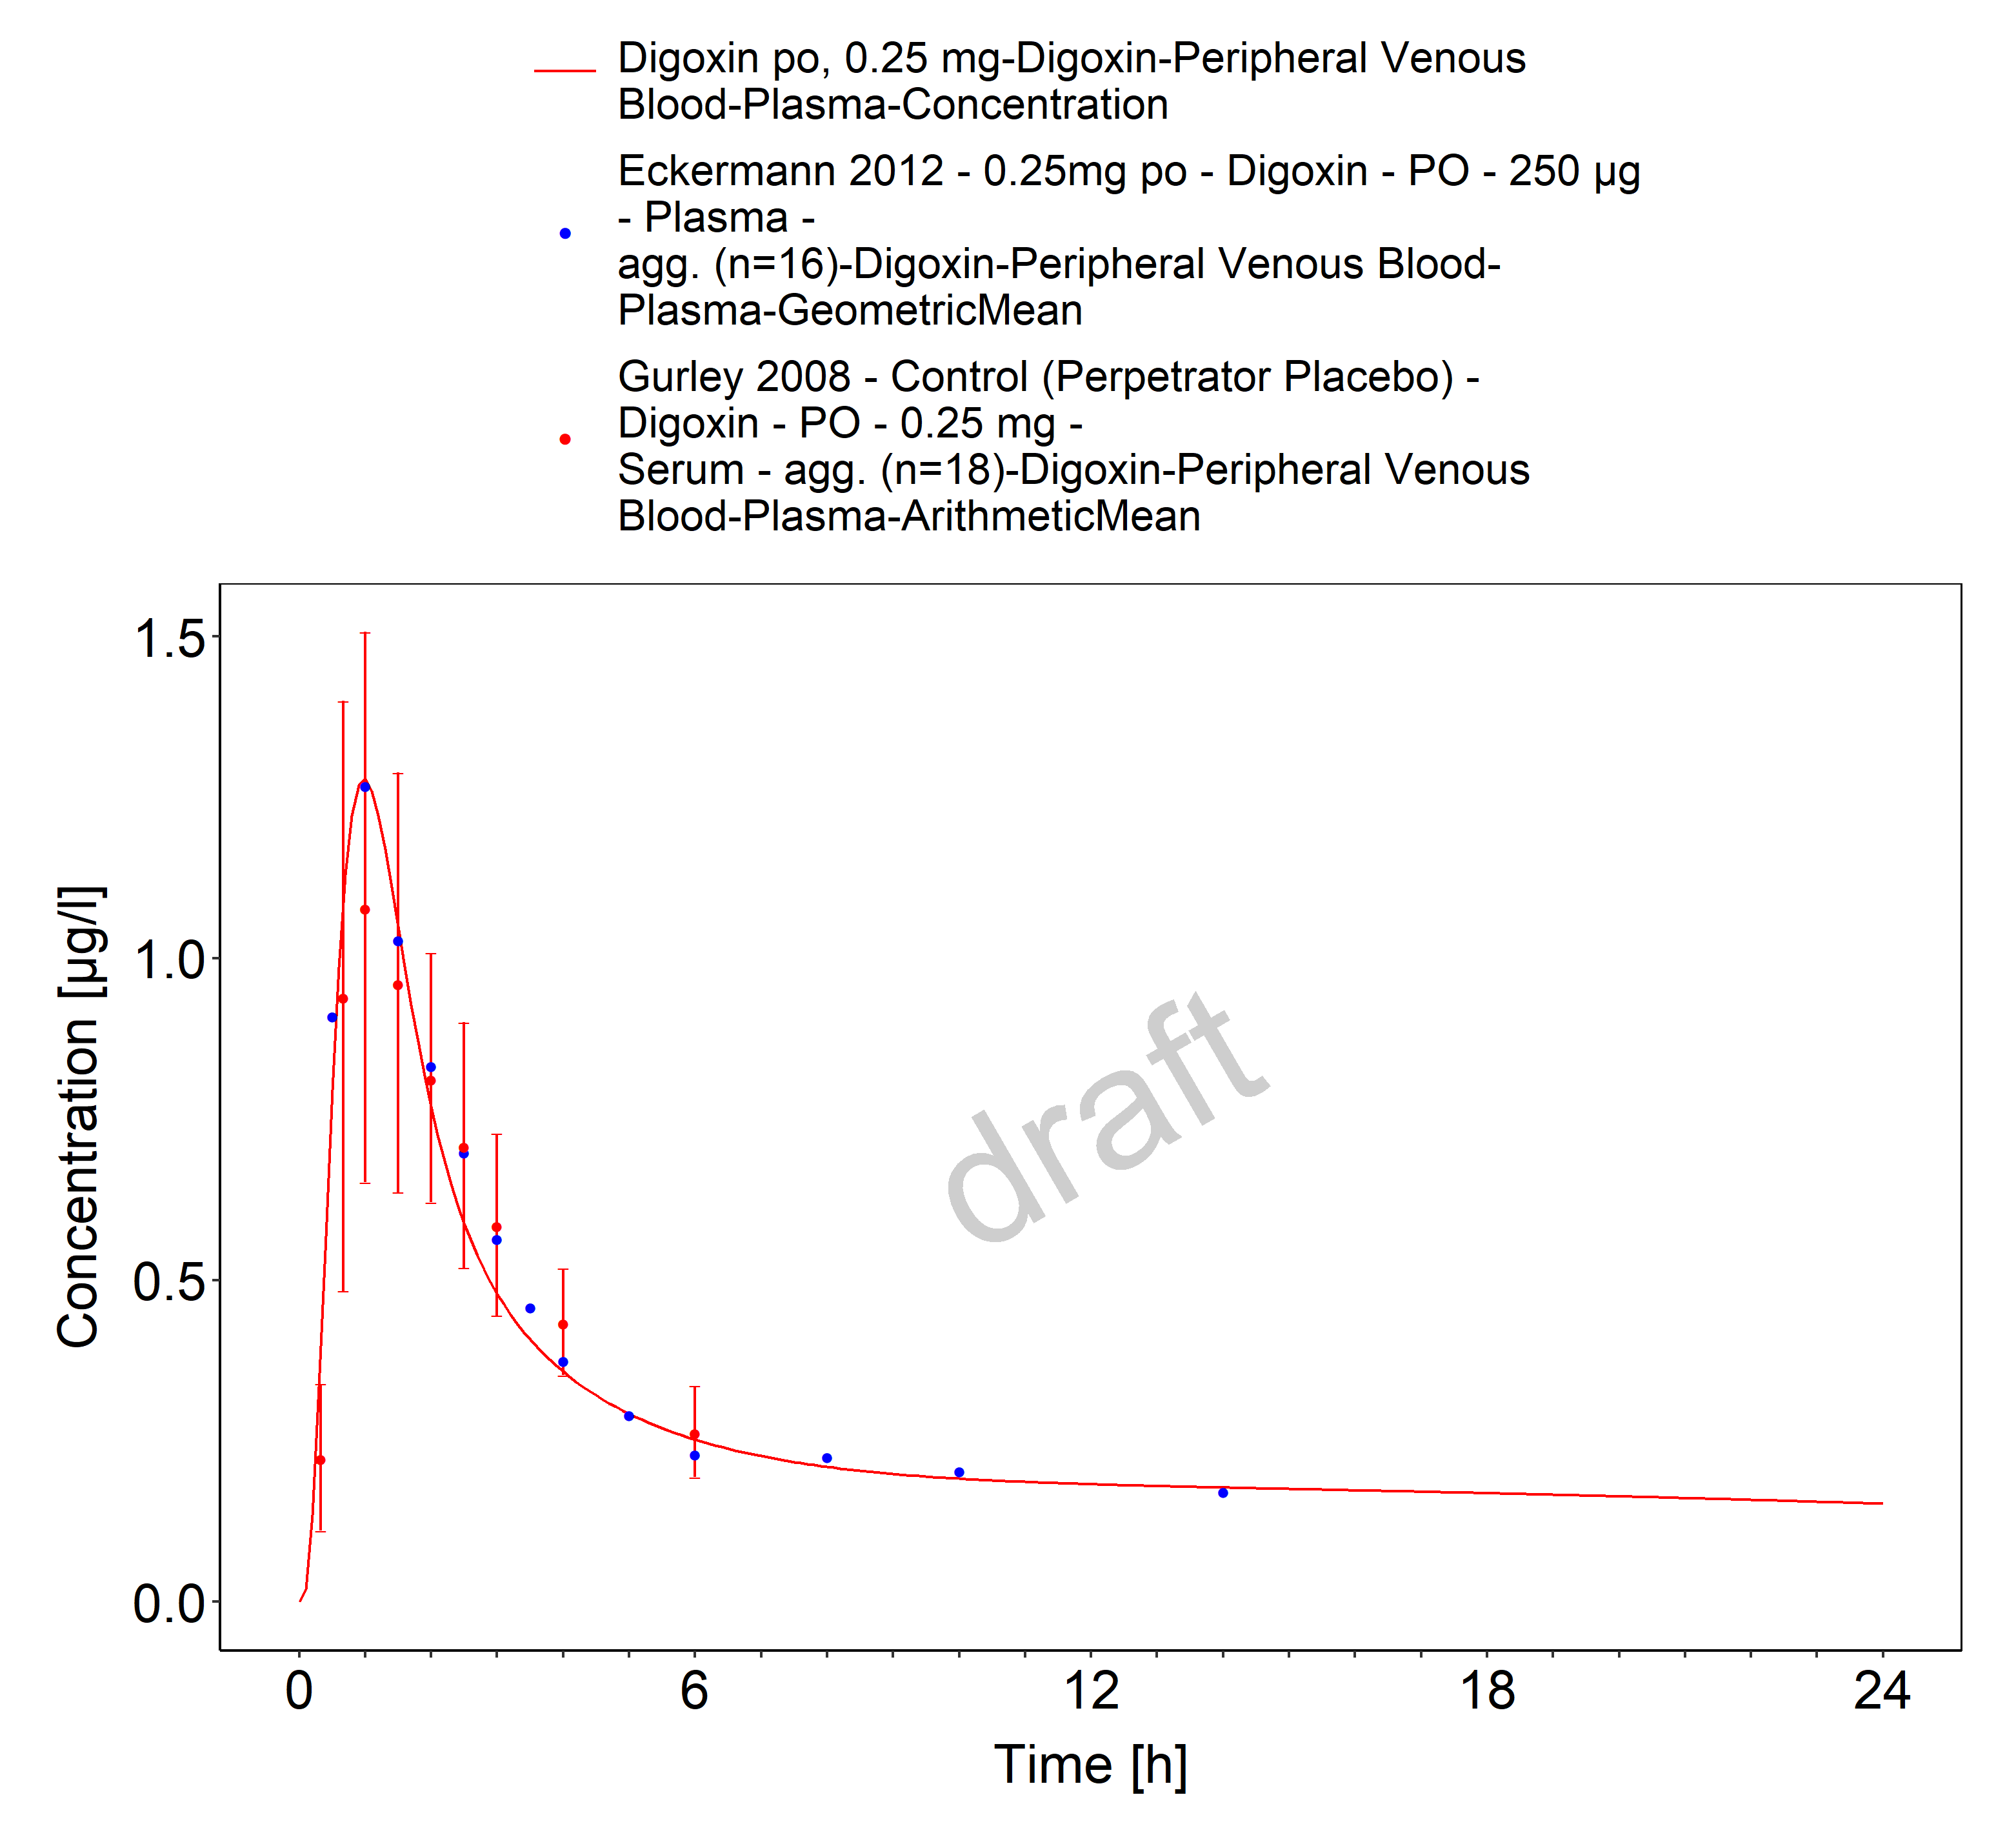 Digoxin po, 0.25 mg-Digoxin-Peripheral Venous
Blood-Plasma-Concentration
Eckermann 2012 - 0.25mg po - Digoxin - PO - 250 µg
- Plasma -
agg. (n=16)-Digoxin-Peripheral Venous Blood-
Plasma-GeometricMean
Gurley 2008 - Control (Perpetrator Placebo) -
Digoxin - PO - 0.25 mg -
Serum - agg. (n=18)-Digoxin-Peripheral Venous
Blood-Plasma-ArithmeticMean
1.5
1.0
0.5
0.0
Concentration [µg/l]
draft
0 6 12 18 24
Time [h]